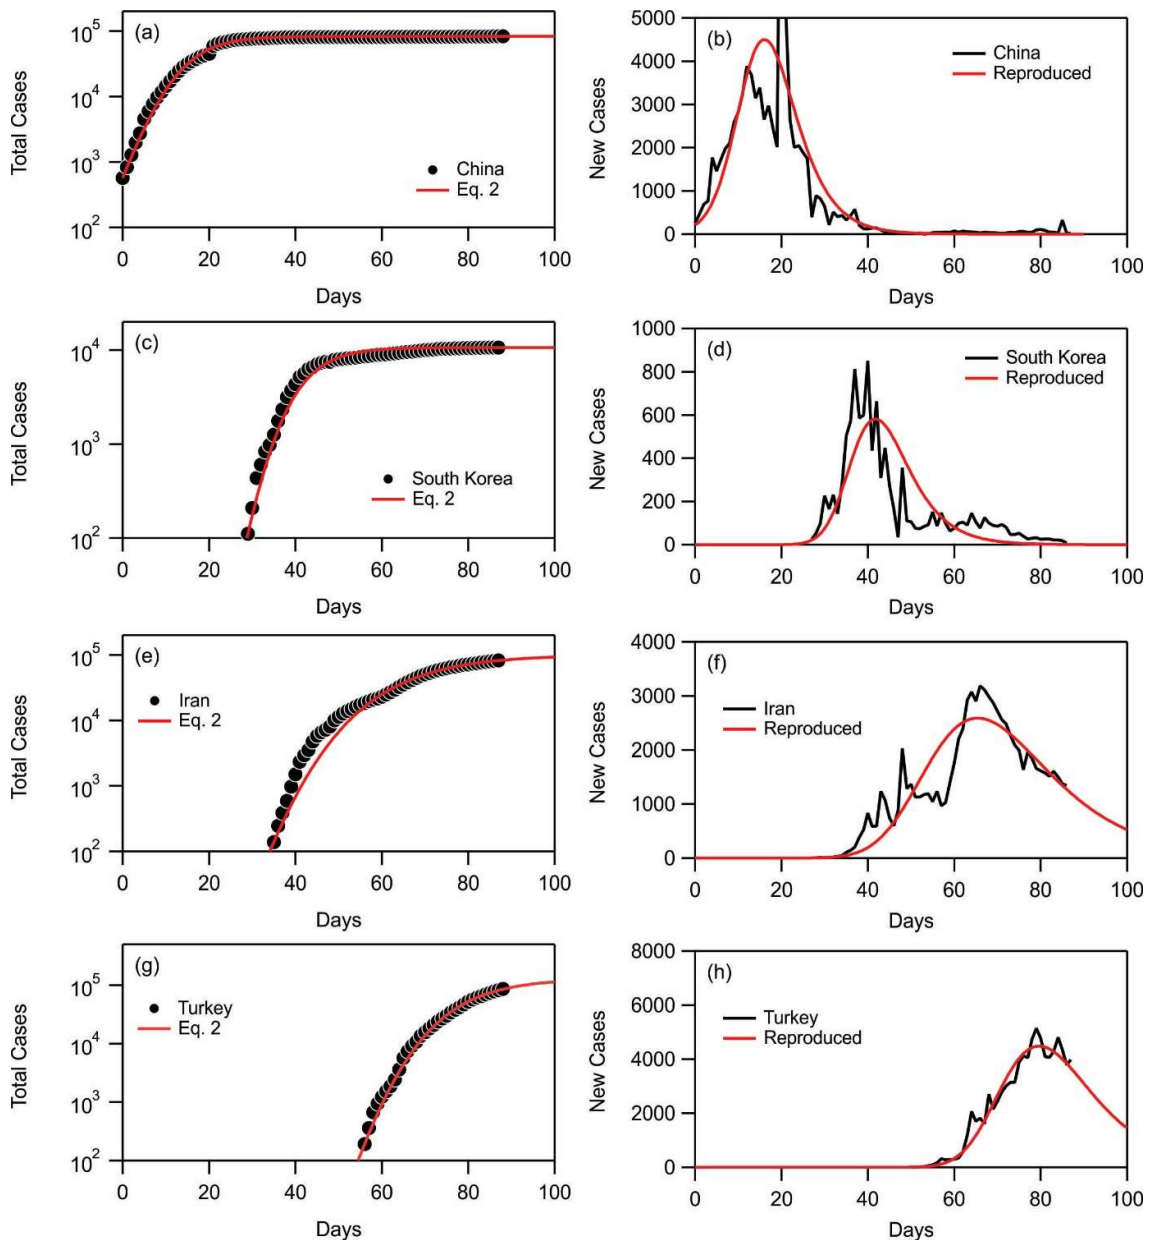 (a)
10^5
10^4
10^3
10^2
Total Cases
China
Eq. 2
0 20 40 60 80 100
Days
(b)
5000
4000
3000
2000
1000
0
New Cases
China
Reproduced
0 20 40 60 80 100
Days
(c)
10^4
10^3
10^2
Total Cases
South Korea
Eq. 2
0 20 40 60 80 100
Days
(d)
1000
800
600
400
200
0
New Cases
South Korea
Reproduced
0 20 40 60 80 100
Days
(e)
10^5
10^4
10^3
10^2
Total Cases
Iran
Eq. 2
0 20 40 60 80 100
Days
(f)
4000
3000
2000
1000
0
New Cases
Iran
Reproduced
0 20 40 60 80 100
Days
(g)
10^5
10^4
10^3
10^2
Total Cases
Turkey
Eq. 2
0 20 40 60 80 100
Days
(h)
8000
6000
4000
2000
0
New Cases
Turkey
Reproduced
0 20 40 60 80 100
Days